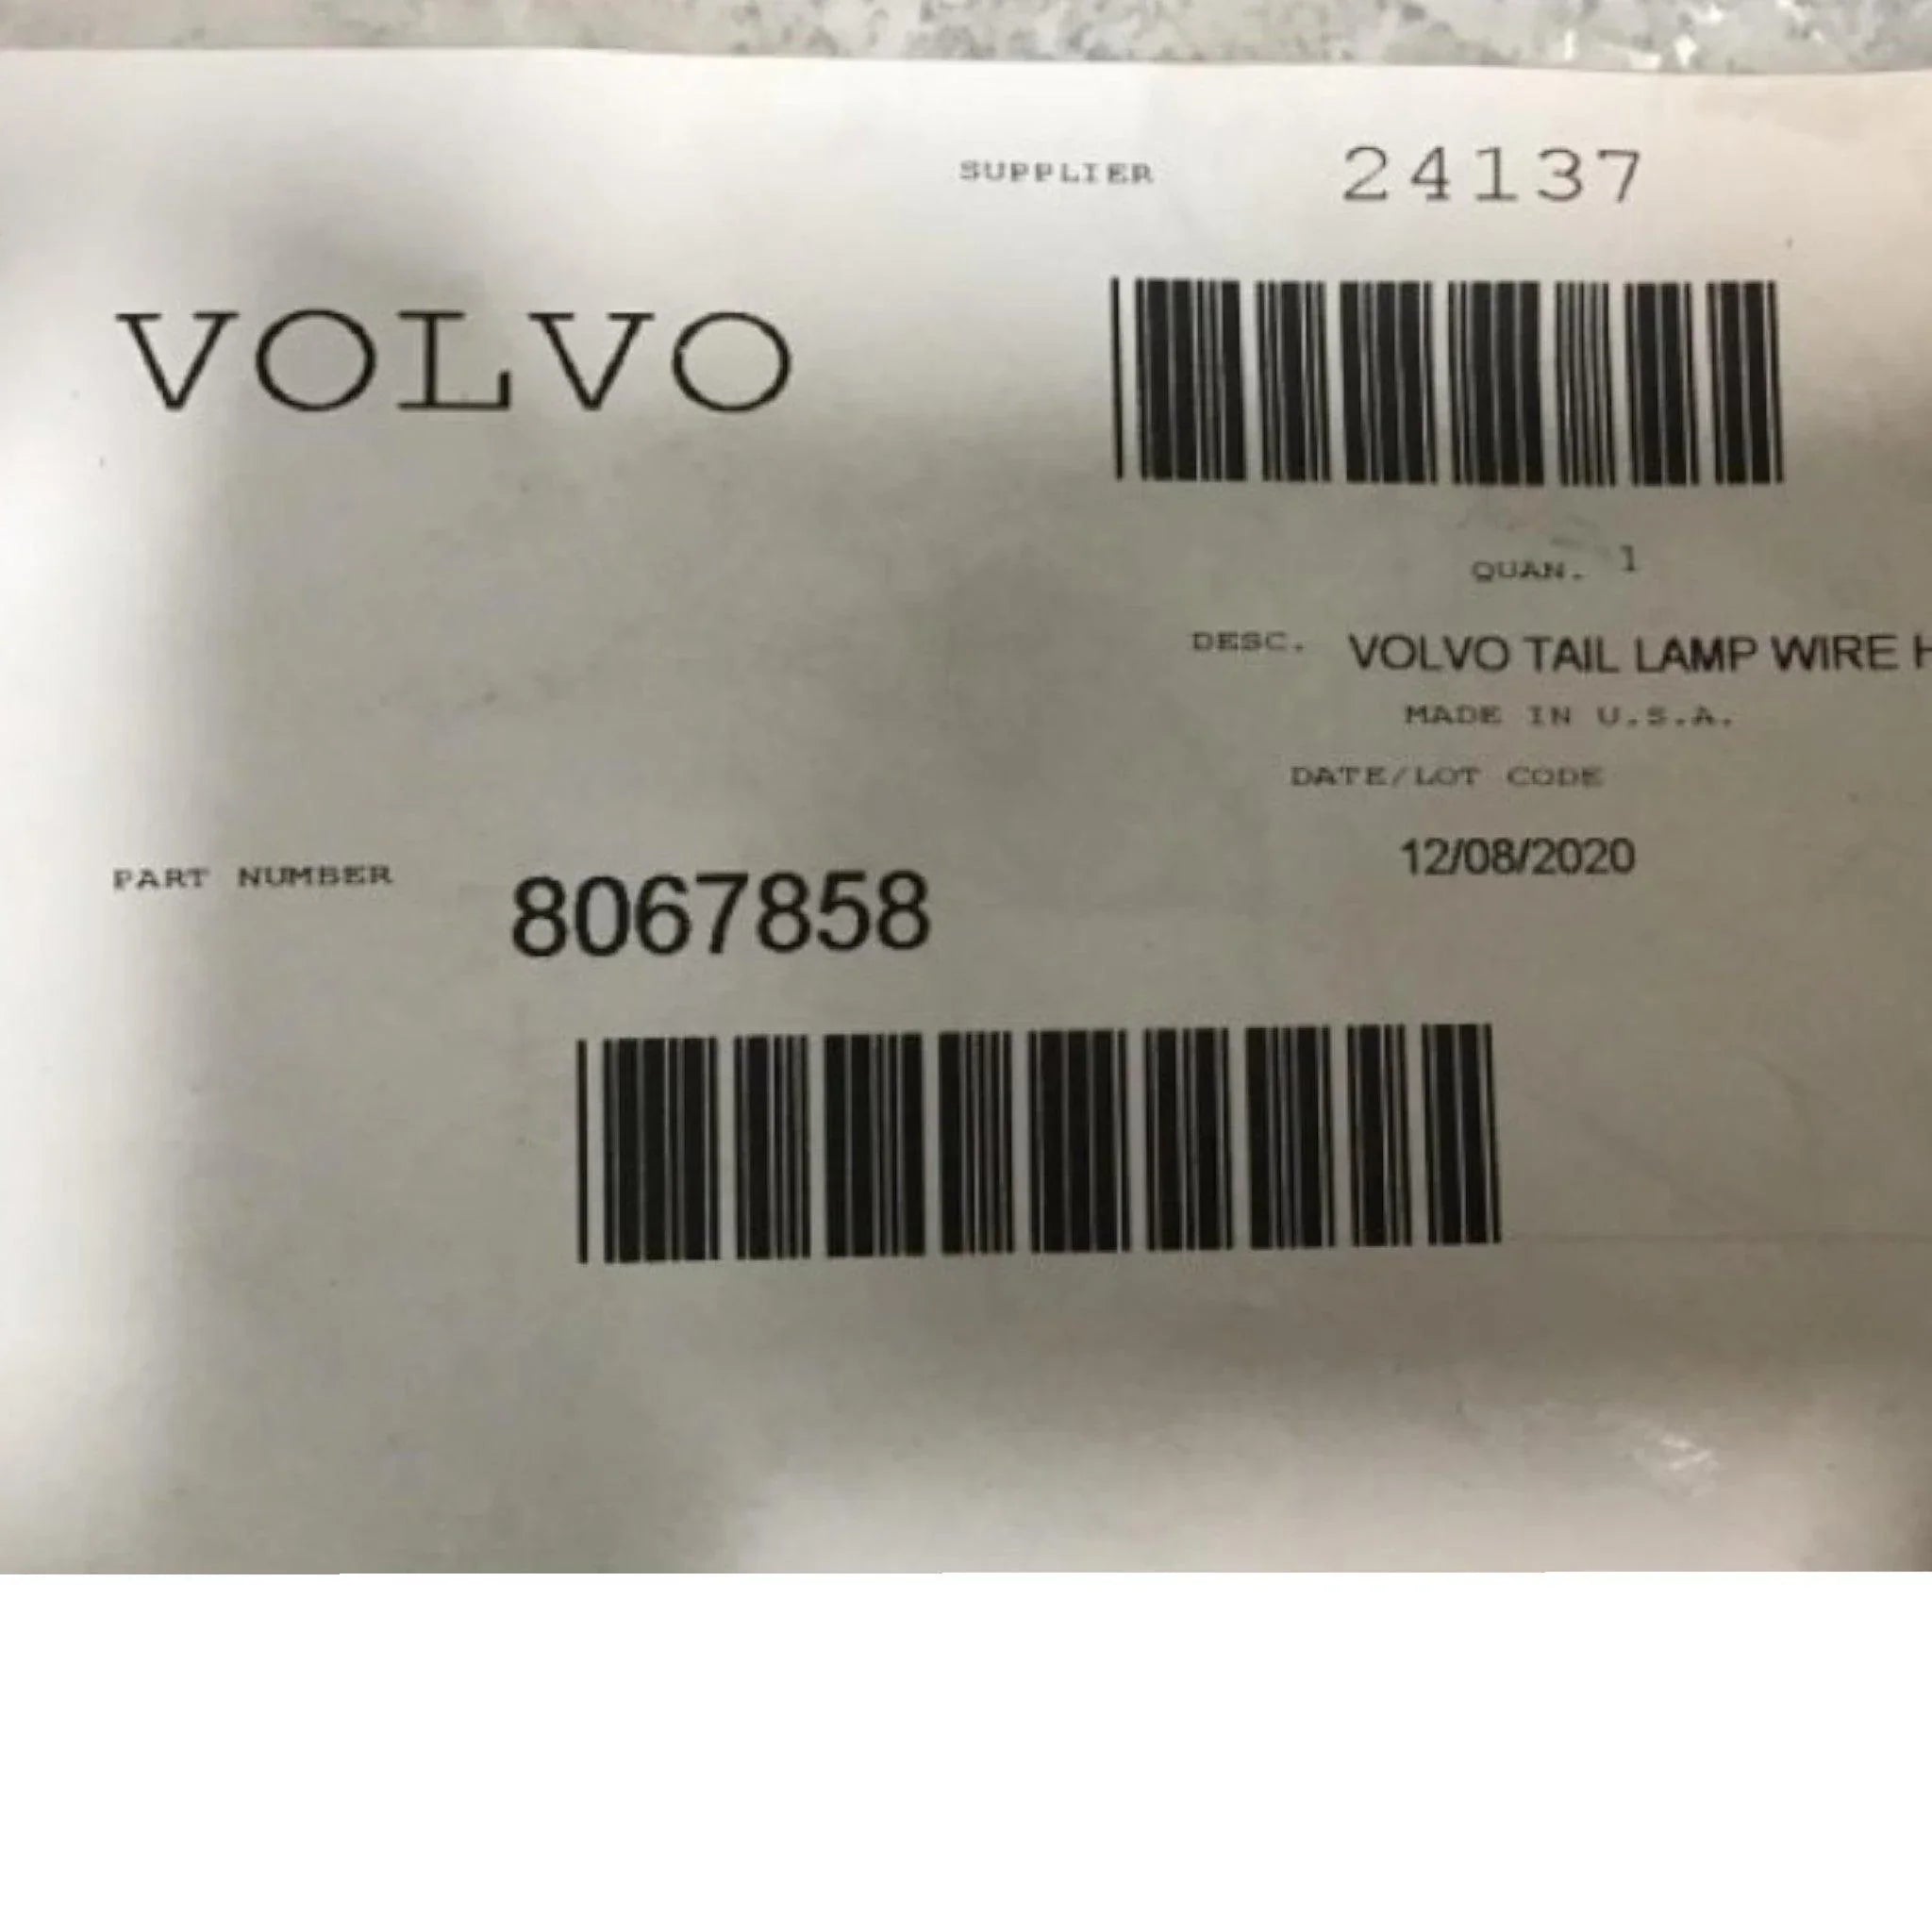 SUPPLIER 24137
VOLVO
QUAN. 1
DESC. VOLVO TAIL LAMP WIRE
MADE IN U.S.A.
DATE/LOT CODE
12/08/2020
PART NUMBER 8067858